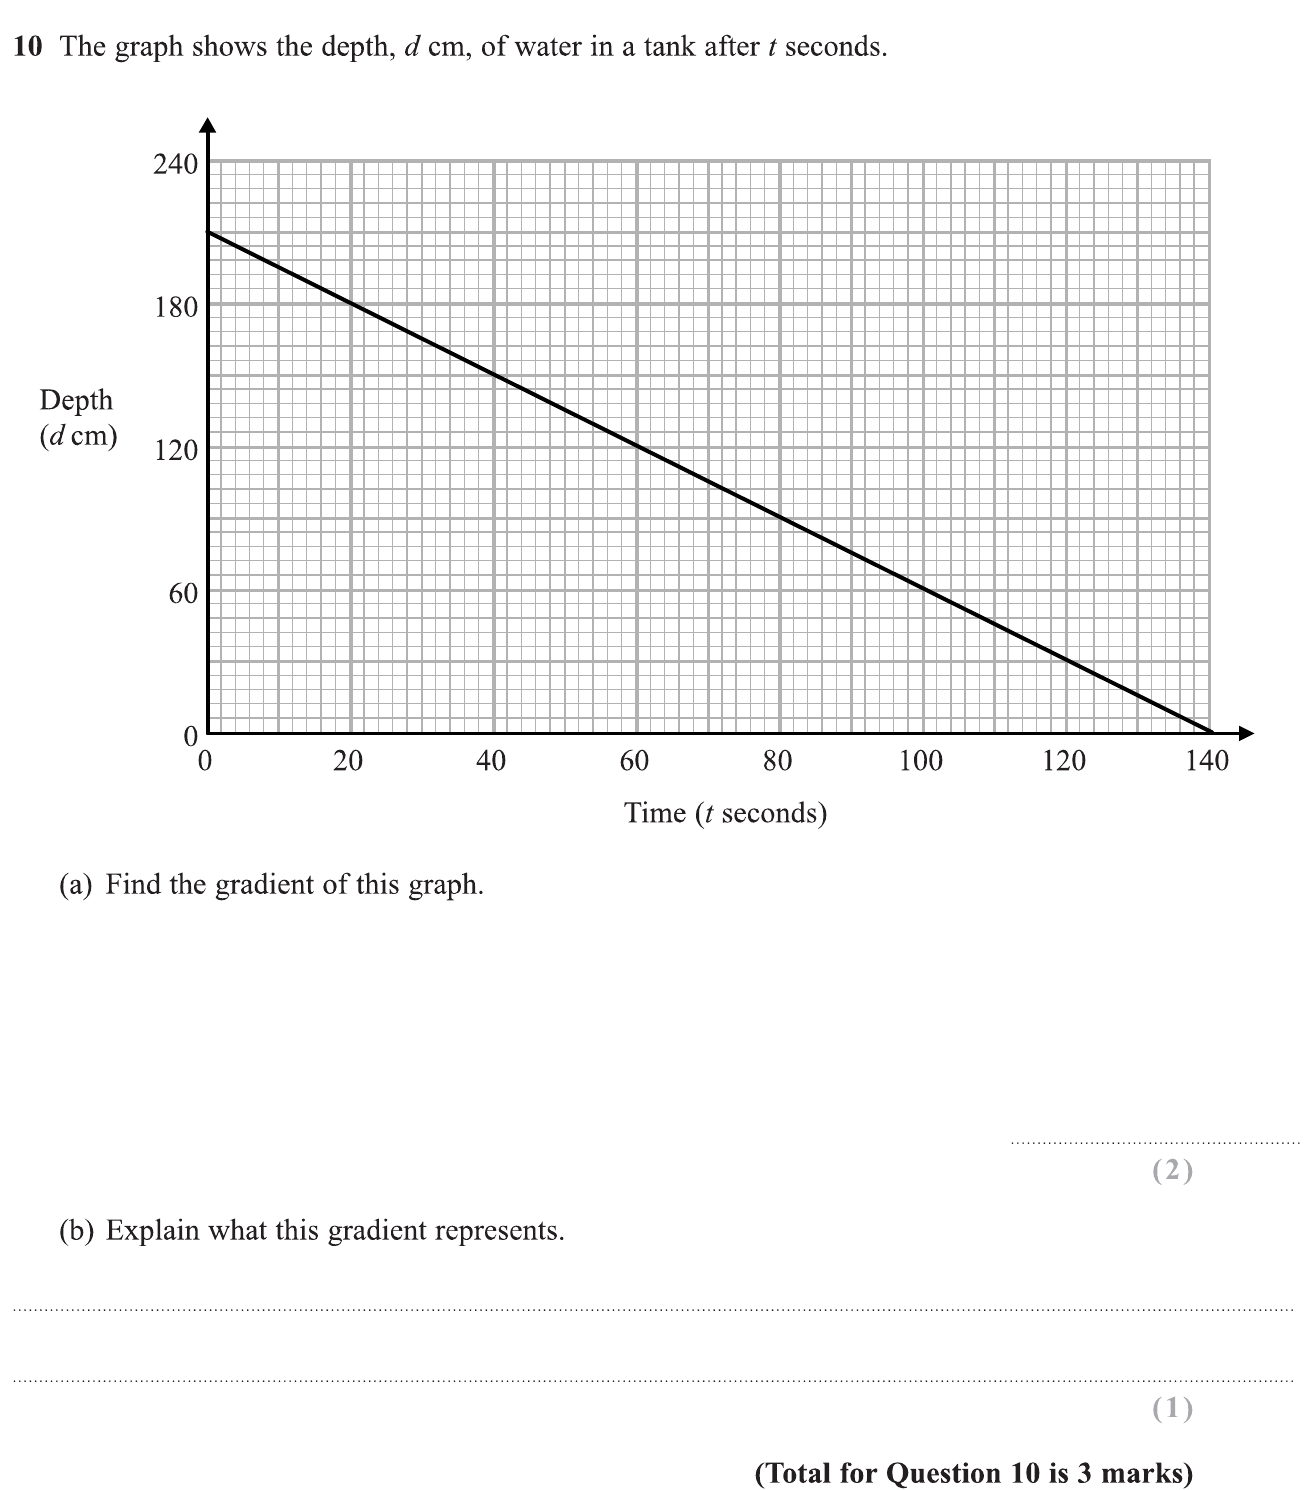 10 The graph shows the depth, d cm, of water in a tank after t seconds.
240
180
Depth
(d cm)
120
60
0
0 20 40 60 80 100 120 140
Time (t seconds)
(a) Find the gradient of this graph.
(2)
(b) Explain what this gradient represents.
(1)
(Total for Question 10 is 3 marks)